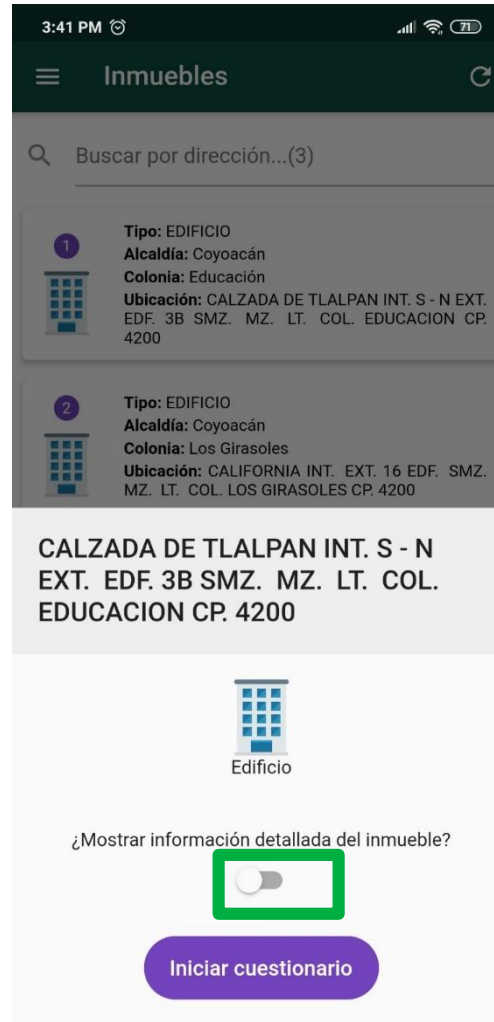 3:41 PM 71
Inmuebles
Buscar por dirección...(3)
1
Tipo: EDIFICIO
Alcaldía: Coyoacán
Colonia: Educación
Ubicación: CALZADA DE TLALPAN INT. S - N EXT.
EDF. 3B SMZ. MZ. LT. COL. EDUCACION CP.
4200
2
Tipo: EDIFICIO
Alcaldía: Coyoacán
Colonia: Los Girasoles
Ubicación: CALIFORNIA INT. EXT. 16 EDF. SMZ.
MZ. LT. COL. LOS GIRASOLES CP. 4200
CALZADA DE TLALPAN INT. S - N
EXT. EDF. 3B SMZ. MZ. LT. COL.
EDUCACION CP. 4200
Edificio
¿Mostrar información detallada del inmueble?
Iniciar cuestionario